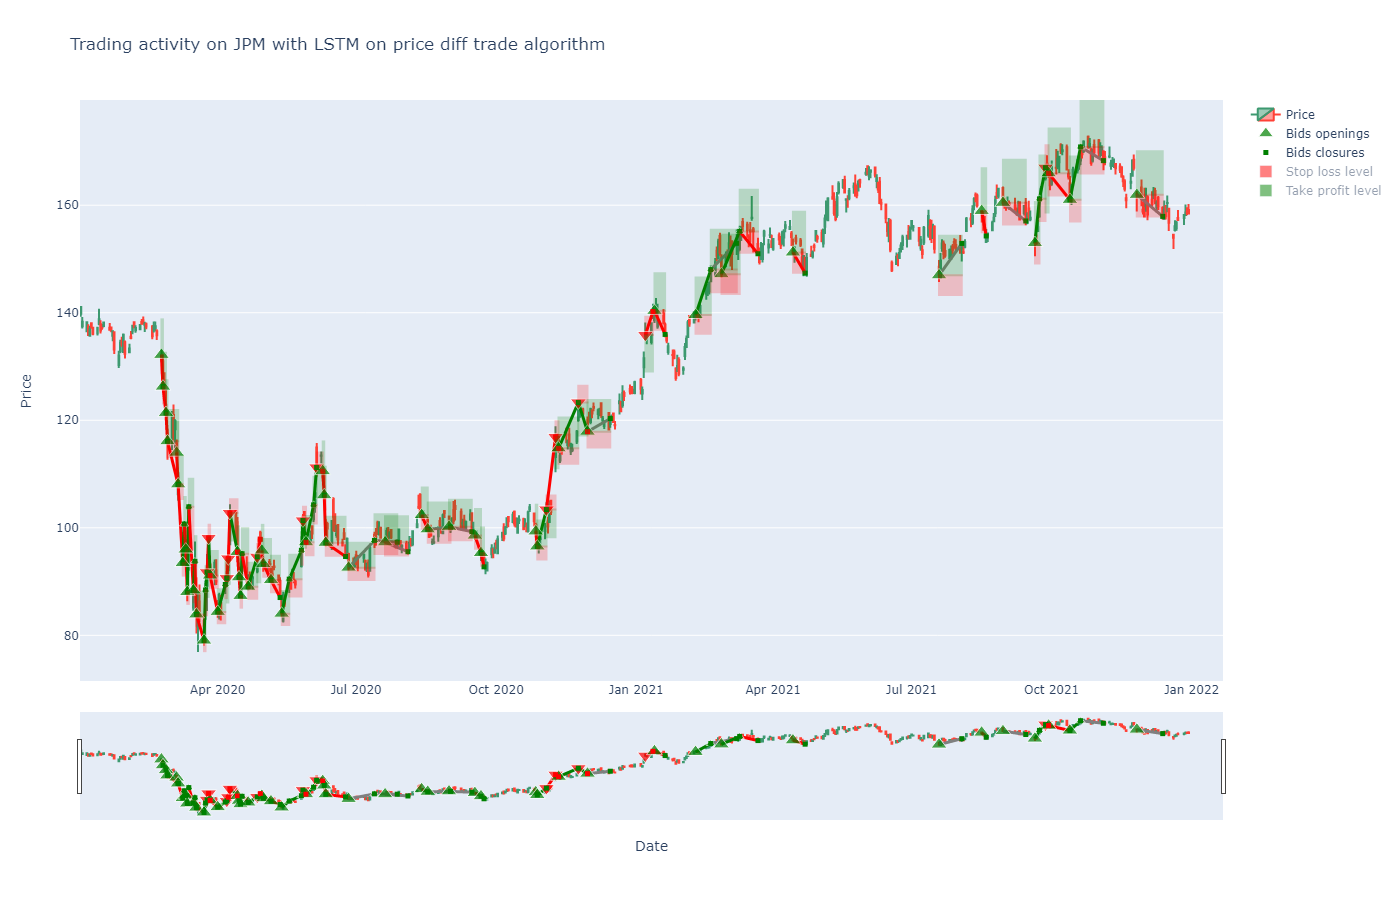 Trading activity on JPM with LSTM on price diff trade algorithm
Price
Bids openings
Bids closures
Stop loss level
Take profit level
160
140
120
100
80
Price
Apr 2020
Jul 2020
Oct 2020
Jan 2021
Apr 2021
Jul 2021
Oct 2021
Jan 2022
Date